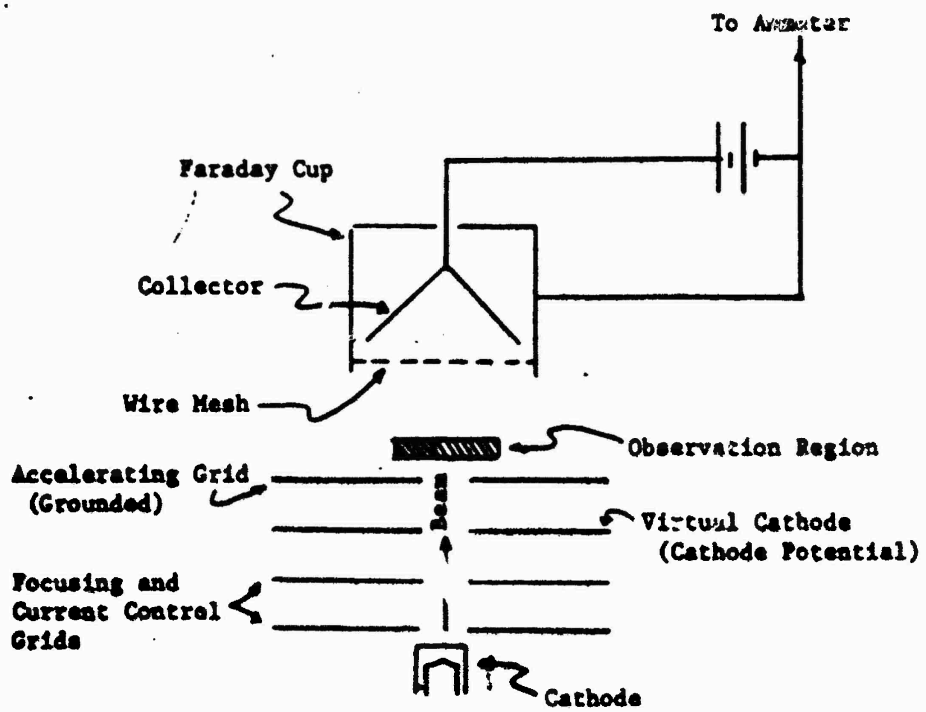 To Ammeter
Faraday Cup
Collector
Wire Mesh
Observation Region
Accelerating Grid
(Grounded)
Beam
Virtual Cathode
(Cathode Potential)
Focusing and
Current Control
Grids
Cathode